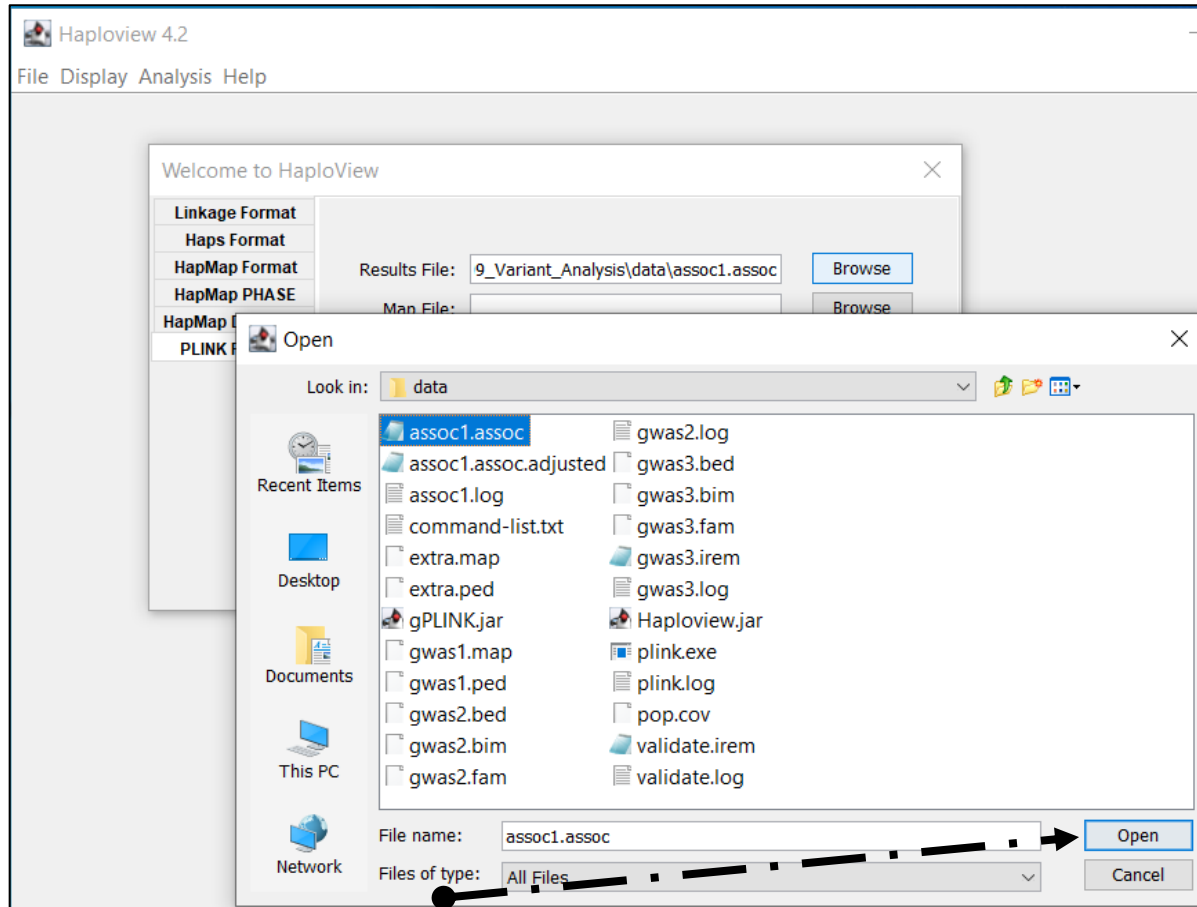 Haploview 4.2
File Display Analysis Help
Welcome to HaploView
Linkage Format
Haps Format
HapMap Format
HapMap PHASE
HapMap
PLINK
Results File: 9_Variant_Analysis\data\assoc1.assoc Browse
Map File: Browse
Open
Look in: data
Recent Items
Desktop
Documents
This PC
Network
assoc1.assoc
assoc1.assoc.adjusted
assoc1.log
command-list.txt
extra.map
extra.ped
gPLINK.jar
gwas1.map
gwas1.ped
gwas2.bed
gwas2.bim
gwas2.fam
gwas2.log
gwas3.bed
gwas3.bim
gwas3.fam
gwas3.irem
gwas3.log
Haploview.jar
plink.exe
plink.log
pop.cov
validate.irem
validate.log
File name: assoc1.assoc Open
Files of type: All Files Cancel